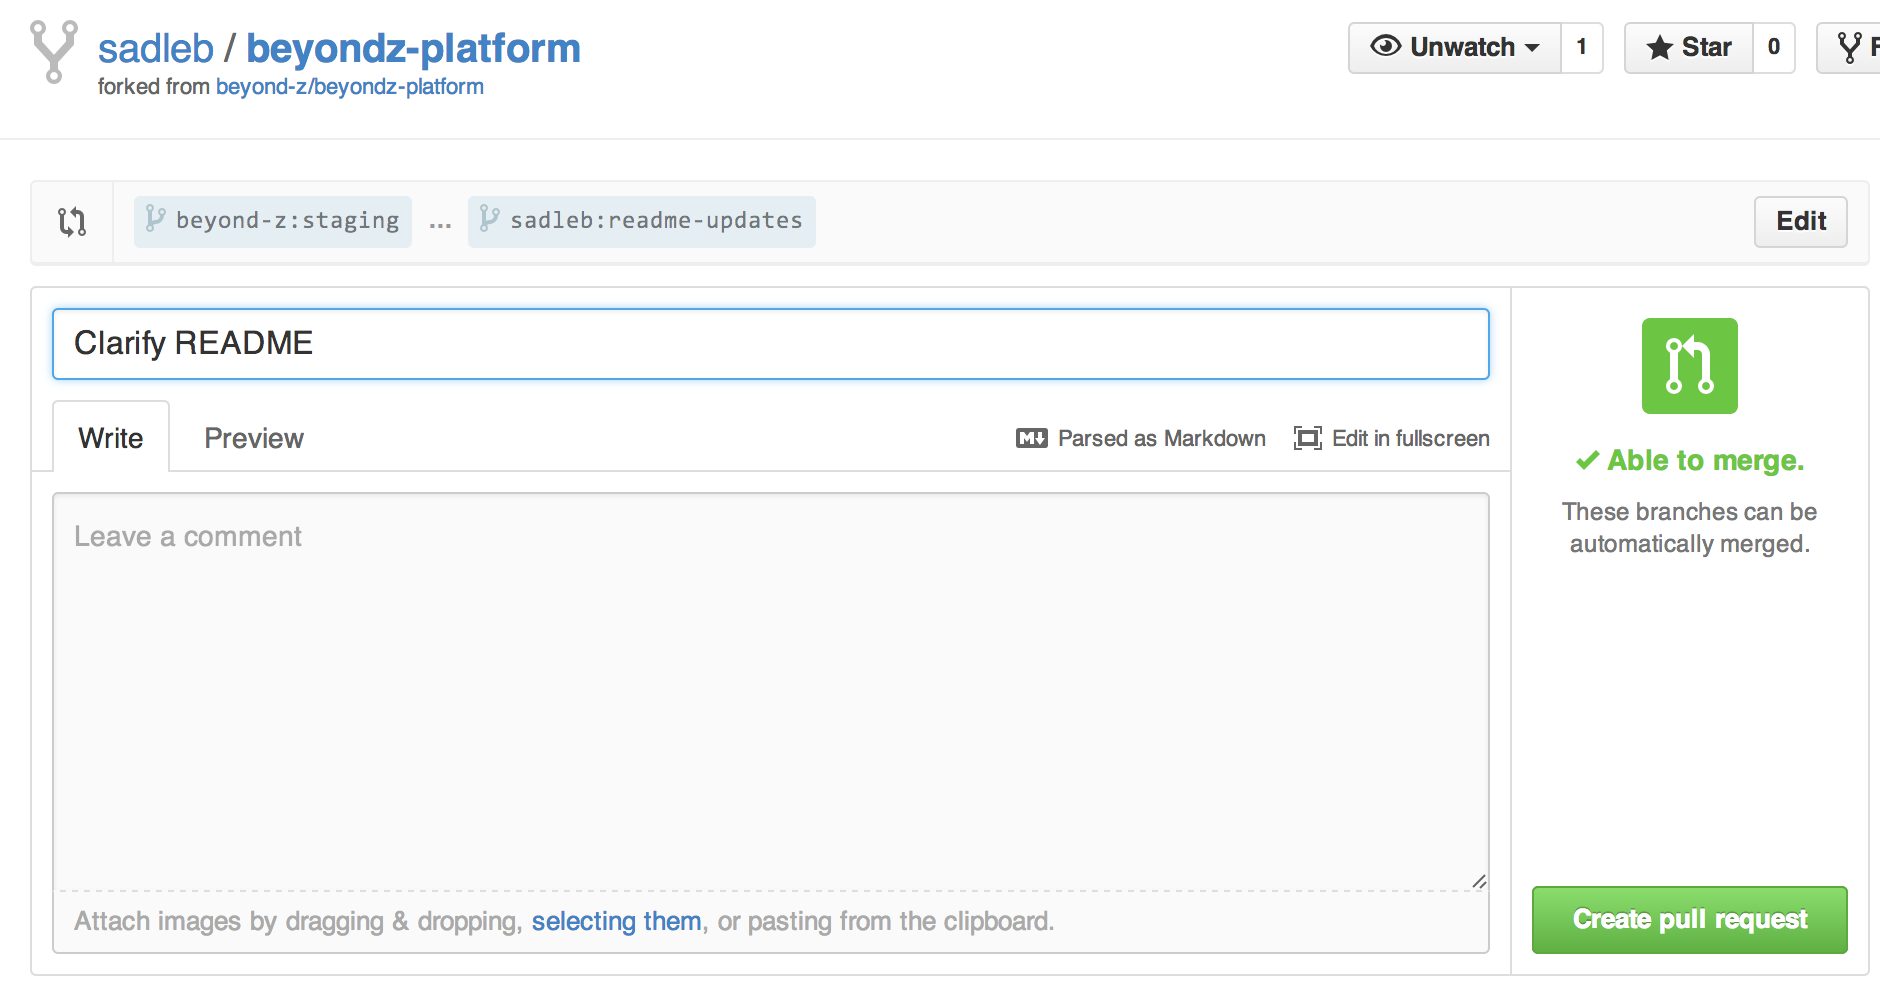 sadleb / beyondz-platform
forked from beyond-z/beyondz-platform
Unwatch 1
Star 0
beyond-z:staging ... sadleb:readme-updates
Edit
Clarify README
Write Preview Parsed as Markdown Edit in fullscreen
Leave a comment
Attach images by dragging & dropping, selecting them, or pasting from the clipboard.
Able to merge.
These branches can be
automatically merged.
Create pull request